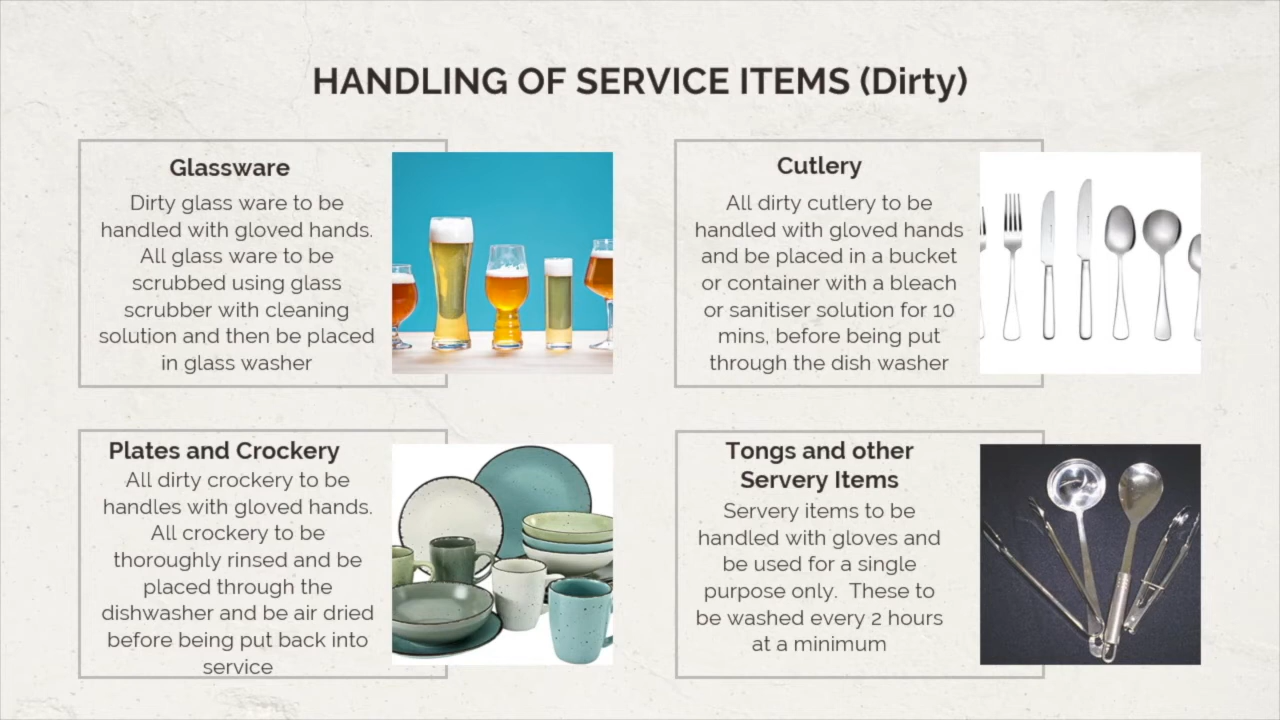 HANDLING OF SERVICE ITEMS (Dirty)
Glassware
Dirty glass ware to be
handled with gloved hands.
All glass ware to be
scrubbed using glass
scrubber with cleaning
solution and then be placed
in glass washer
Cutlery
All dirty cutlery to be
handled with gloved hands
and be placed in a bucket
or container with a bleach
or sanitiser solution for 10
mins, before being put
through the dish washer
Plates and Crockery
All dirty crockery to be
handles with gloved hands.
All crockery to be
thoroughly rinsed and be
placed through the
dishwasher and be air dried
before being put back into
service
Tongs and other
Servery Items
Servery items to be
handled with gloves and
be used for a single
purpose only.  These to
be washed every 2 hours
at a minimum